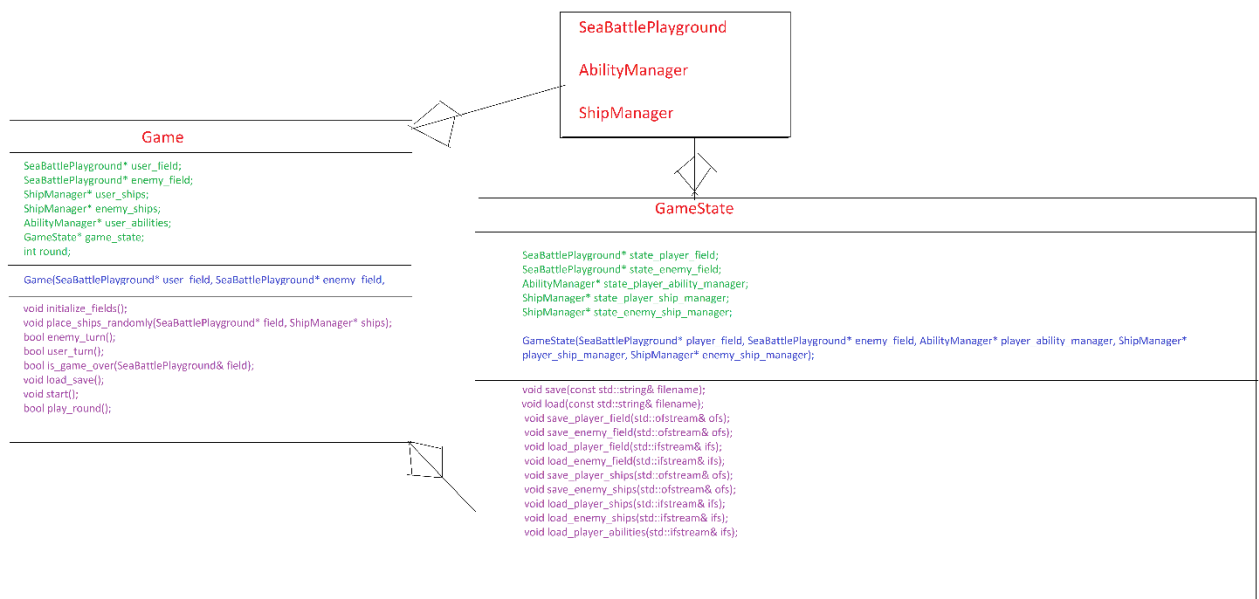 SeaBattlePlayground
AbilityManager
ShipManager
Game
SeaBattlePlayground* user_field;
SeaBattlePlayground* enemy_field;
ShipManager* user_ships;
ShipManager* enemy_ships;
AbilityManager* user_abilities;
GameState* game_state;
int round;
Game(SeaBattlePlayground* user_field, SeaBattlePlayground* enemy_field,
void initialize_fields();
void place_ships_randomly(SeaBattlePlayground* field, ShipManager* ships);
bool enemy_turn();
bool user_turn();
bool is_game_over(SeaBattlePlayground& field);
void load_save();
void start();
bool play_round();
GameState
SeaBattlePlayground* state_player_field;
SeaBattlePlayground* state_enemy_field;
AbilityManager* state_player_ability_manager;
ShipManager* state_player_ship_manager;
ShipManager* state_enemy_ship_manager;
GameState(SeaBattlePlayground* player_field, SeaBattlePlayground* enemy_field, AbilityManager* player_ability_manager, ShipManager*
player_ship_manager, ShipManager* enemy_ship_manager);
void save(const std::string& filename);
void load(const std::string& filename);
void save_player_field(std::ofstream& ofs);
void save_enemy_field(std::ofstream& ofs);
void load_player_field(std::ifstream& ifs);
void load_enemy_field(std::ifstream& ifs);
void save_player_ships(std::ofstream& ofs);
void save_enemy_ships(std::ofstream& ofs);
void load_player_ships(std::ifstream& ifs);
void load_enemy_ships(std::ifstream& ifs);
void load_player_abilities(std::ifstream& ifs);